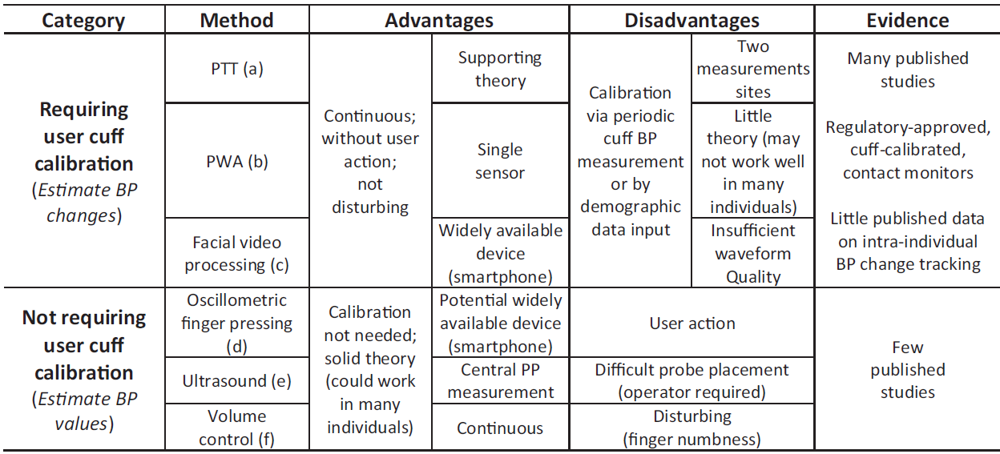 Category
Method
Advantages
Disadvantages
Evidence
Requiring
user cuff
calibration
(Estimate BP
changes)
PTT (a)
PWA (b)
Facial video
processing (c)
Continuous;
without user
action;
not
disturbing
Supporting
theory
Single
sensor
Widely available
device
(smartphone)
Calibration
via periodic
cuff BP
measurement
or by
demographic
data input
Two
measurements
sites
Little
theory (may
not work well
in many
individuals)
Insufficient
waveform
Quality
Many published
studies
Regulatory-approved,
cuff-calibrated,
contact monitors
Little published data
on intra-individual
BP change tracking
Not requiring
user cuff
calibration
(Estimate BP
values)
Oscillometric
finger pressing
(d)
Ultrasound (e)
Volume
control (f)
Calibration
not needed;
solid theory
(could work
in many
individuals)
Potential widely
available device
(smartphone)
Central PP
measurement
Continuous
User action
Difficult probe placement
(operator required)
Disturbing
(finger numbness)
Few
published
studies